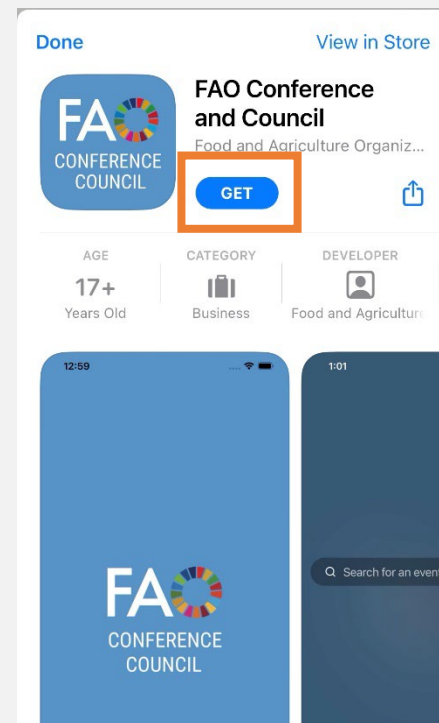 Done
View in Store
FAO
CONFERENCE
COUNCIL
FAO Conference
and Council
Food and Agriculture Organiz...
GET
AGE
17+
Years Old
CATEGORY
Business
DEVELOPER
Food and Agriculture
12:59
FAO
CONFERENCE
COUNCIL
1:01
Search for an event